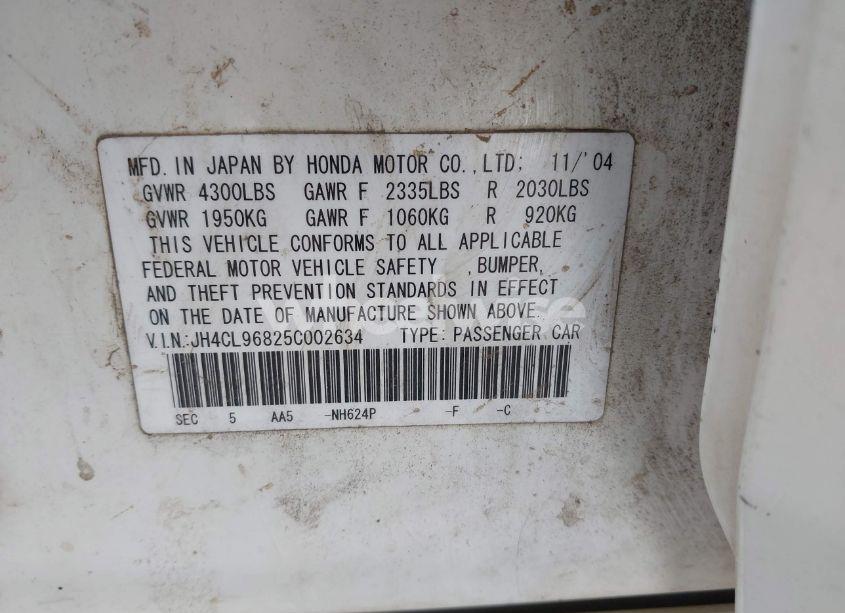 MFD. IN JAPAN BY HONDA MOTOR CO., LTD; 11/'04
GVWR 4300LBS GAWR F 2335LBS R 2030LBS
GVWR 1950KG GAWR F 1060KG R 920KG
THIS VEHICLE CONFORMS TO ALL APPLICABLE
FEDERAL MOTOR VEHICLE SAFETY , BUMPER,
AND THEFT PREVENTION STANDARDS IN EFFECT
ON THE DATE OF MANUFACTURE SHOWN ABOVE.
V.I.N.:JH4CL96825C002634 TYPE: PASSENGER CAR
SEC 5 AA5 -NH624P -F -C